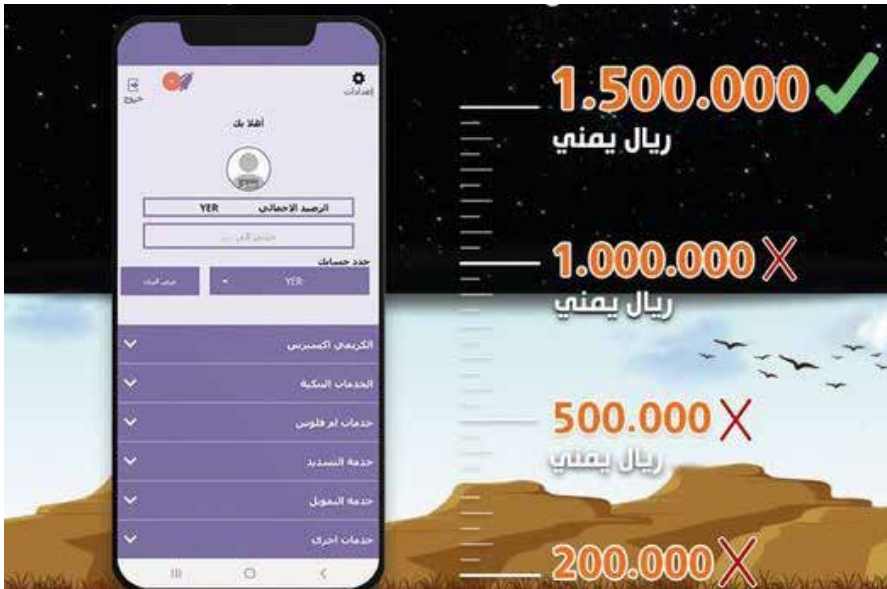 إعدادات
خروج
أهلا بك
الرصيد الاجمالي YER
حدد حسابك
YER
الكريمي اكسبرس
الخدمات البنكية
خدمات ام فلوس
خدمة التسديد
خدمة التمويل
خدمات اخرى
1.500.000
ريال يمني
1.000.000
ريال يمني
500.000
ريال يمني
200.000